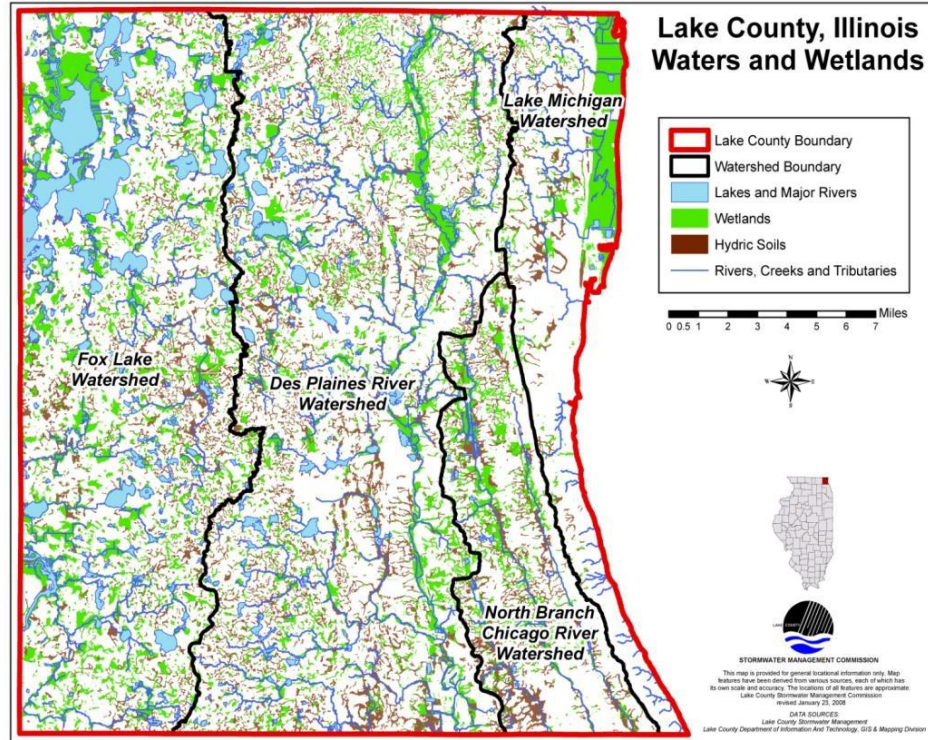 Lake County, Illinois
Waters and Wetlands
Lake Michigan
Watershed
Fox Lake
Watershed
Des Plaines River
Watershed
North Branch
Chicago River
Watershed
Lake County Boundary
Watershed Boundary
Lakes and Major Rivers
Wetlands
Hydric Soils
Rivers, Creeks and Tributaries
Miles
0 0.5 1 2 3 4 5 6 7
N
W E
S
LAKE COUNTY
STORMWATER MANAGEMENT COMMISSION
This map is provided for general locational information only. Map
features have been derived from various sources, each of which has
its own scale and accuracy. The locations of all features are approximate.
Lake County Stormwater Management Commission
revised January 23, 2008
DATA SOURCES:
Lake County Stormwater Management
Lake County Department of Information And Technology, GIS & Mapping Division